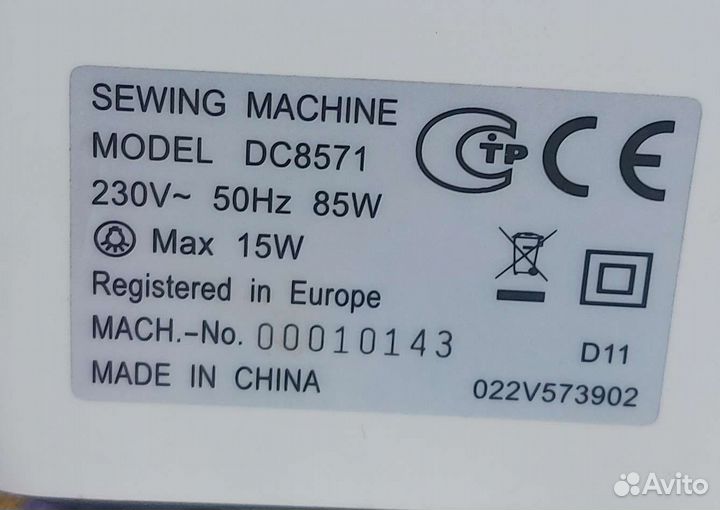 SEWING MACHINE
MODEL DC8571
230V~ 50Hz 85W
Max 15W
Registered in Europe
MACH.-No. 00010143
MADE IN CHINA
СТР CE
D11
022V573902
Avito